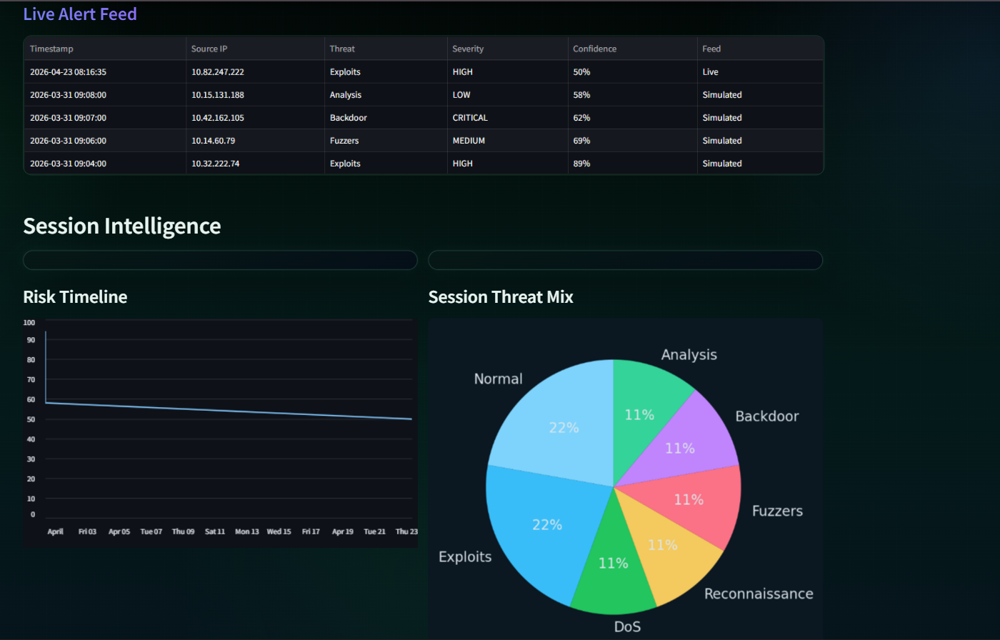 Live Alert Feed
Timestamp Source IP Threat Severity Confidence Feed
2026-04-23 08:16:35 10.82.247.222 Exploits HIGH 50% Live
2026-03-31 09:08:00 10.15.131.188 Analysis LOW 58% Simulated
2026-03-31 09:07:00 10.42.162.105 Backdoor CRITICAL 62% Simulated
2026-03-31 09:06:00 10.14.60.79 Fuzzers MEDIUM 69% Simulated
2026-03-31 09:04:00 10.32.222.74 Exploits HIGH 89% Simulated
Session Intelligence
Risk Timeline
100
90
80
70
60
50
40
30
20
10
0
April Fri 03 Apr 05 Tue 07 Thu 09 Sat 11 Mon 13 Wed 15 Fri 17 Apr 19 Tue 21 Thu 23
Session Threat Mix
Analysis
Normal
11%
Backdoor
22%
11%
11%
Fuzzers
22%
11%
Exploits
11%
Reconnaissance
DoS